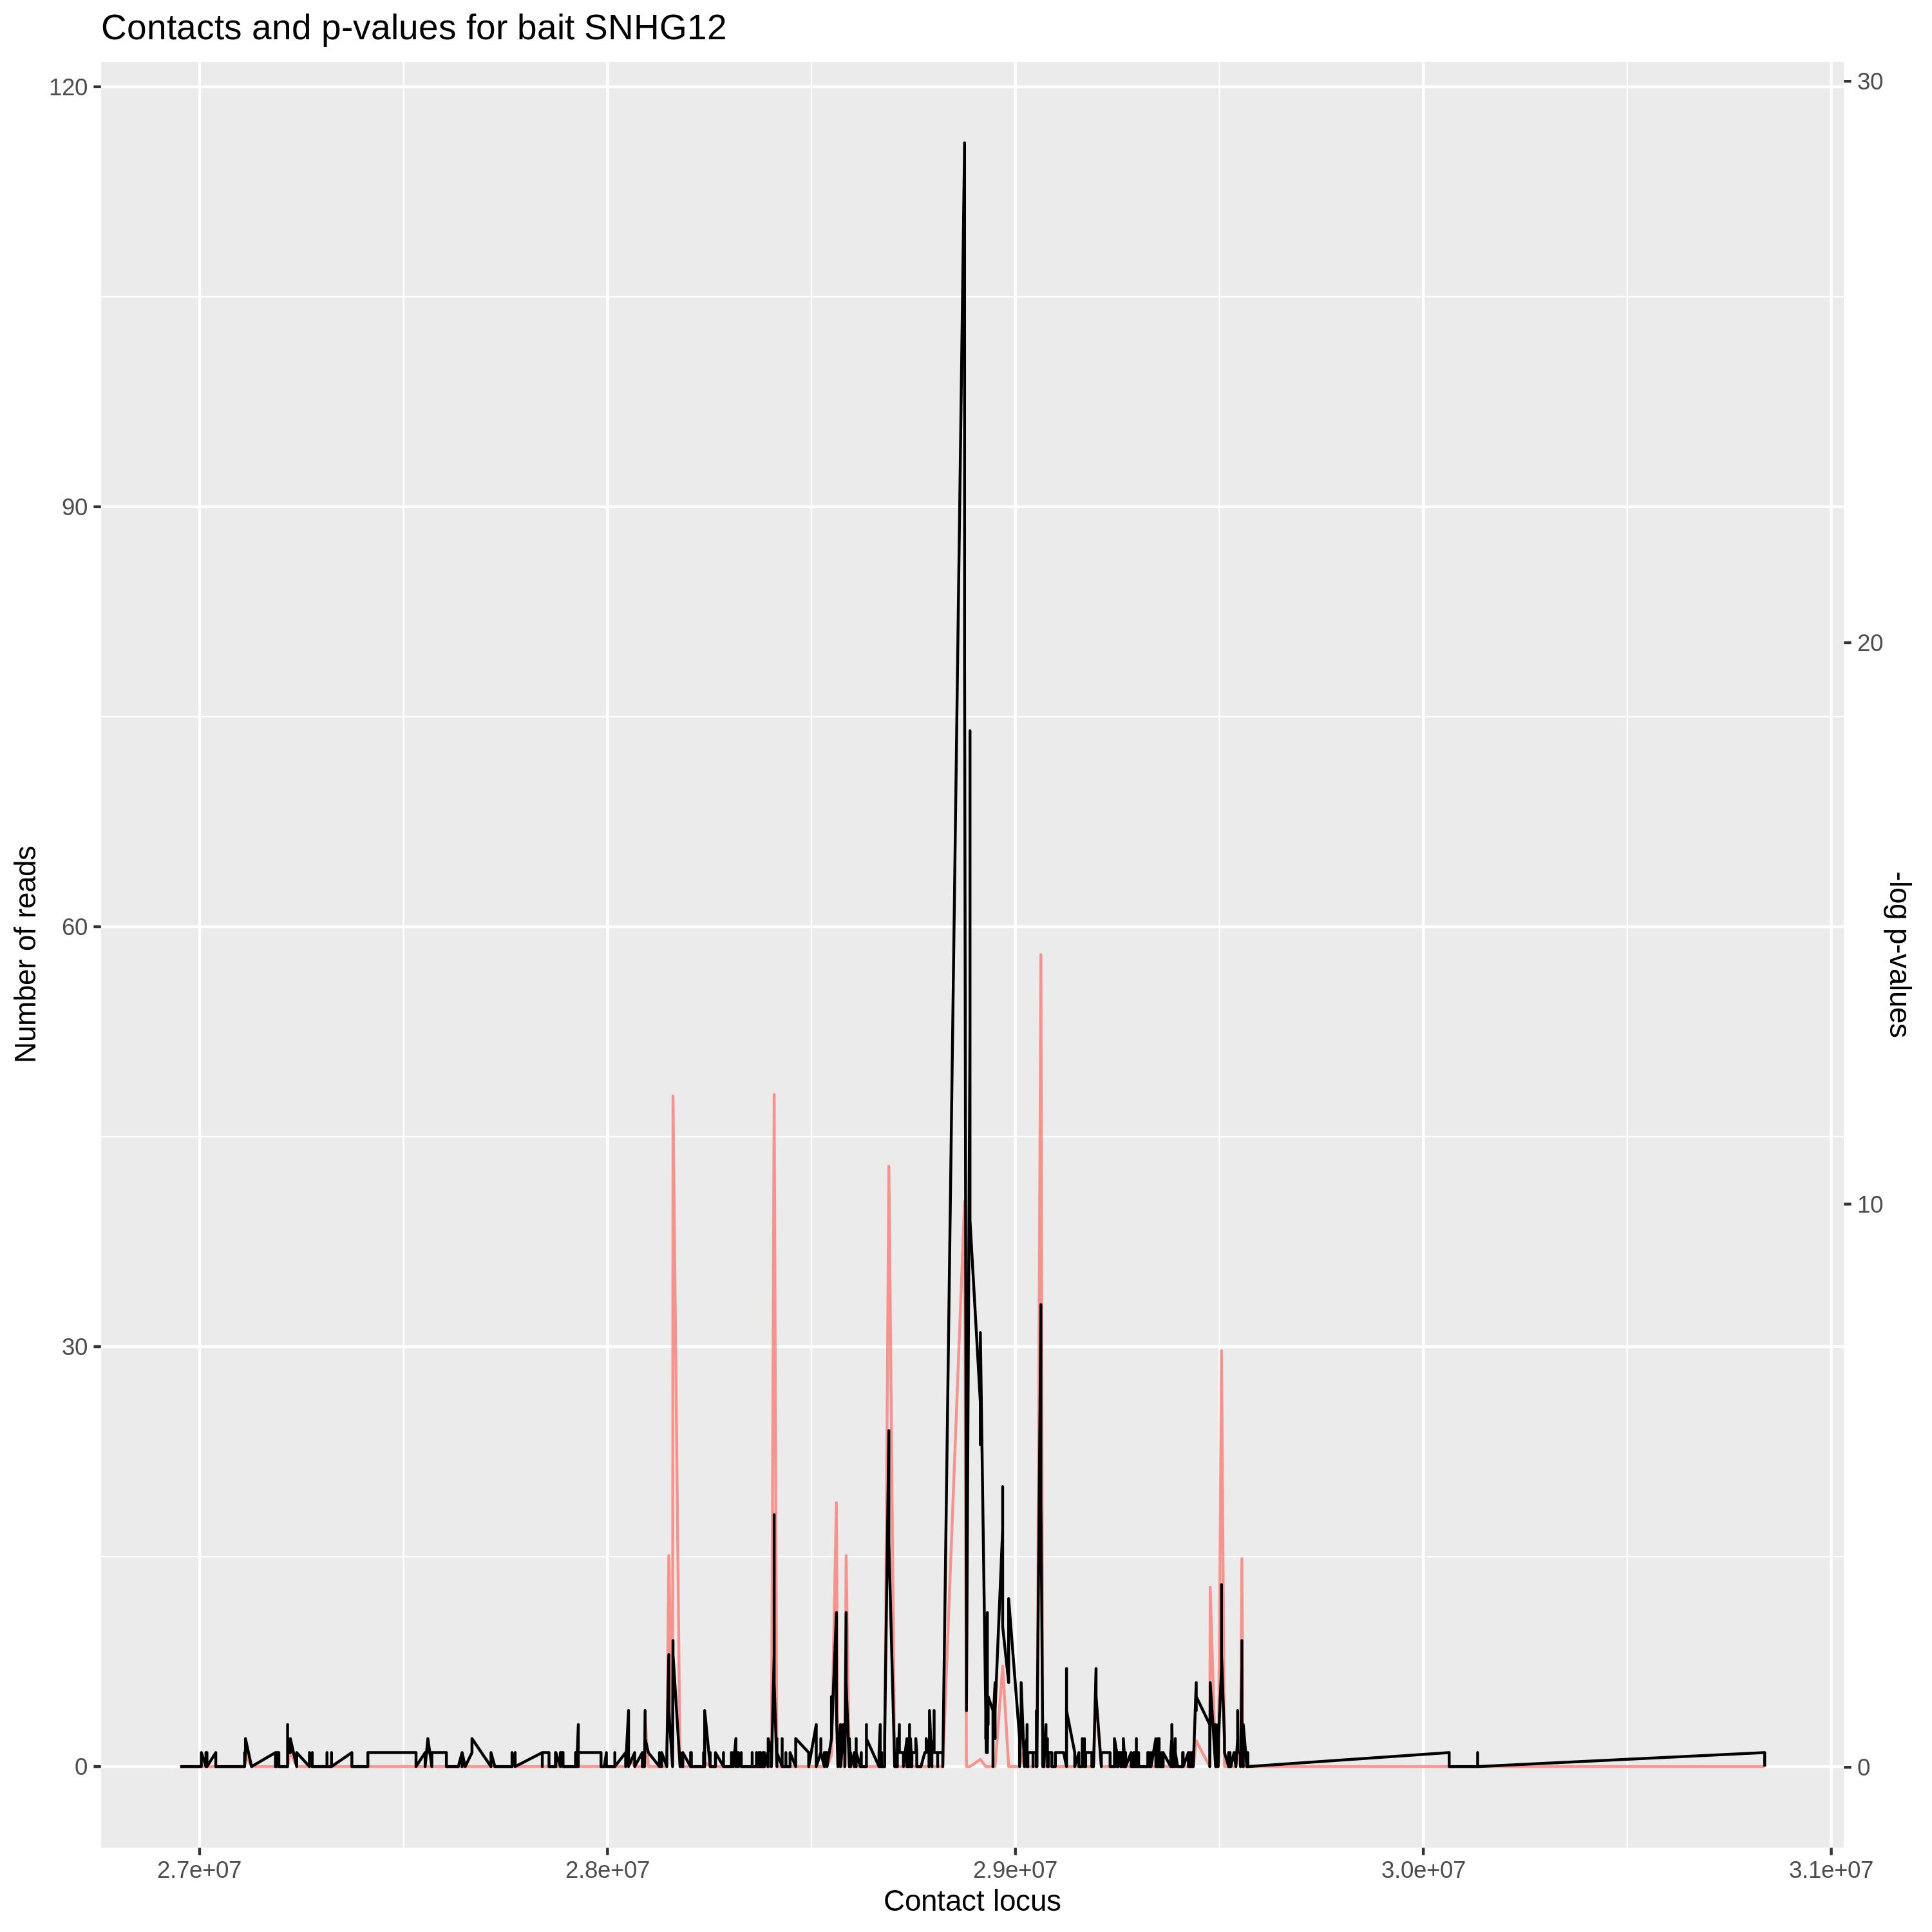 Contacts and p-values for bait SNHG12
120
90
60
30
0
Number of reads
30
20
10
0
-log p-values
2.7e+07 2.8e+07 2.9e+07 3.0e+07 3.1e+07
Contact locus